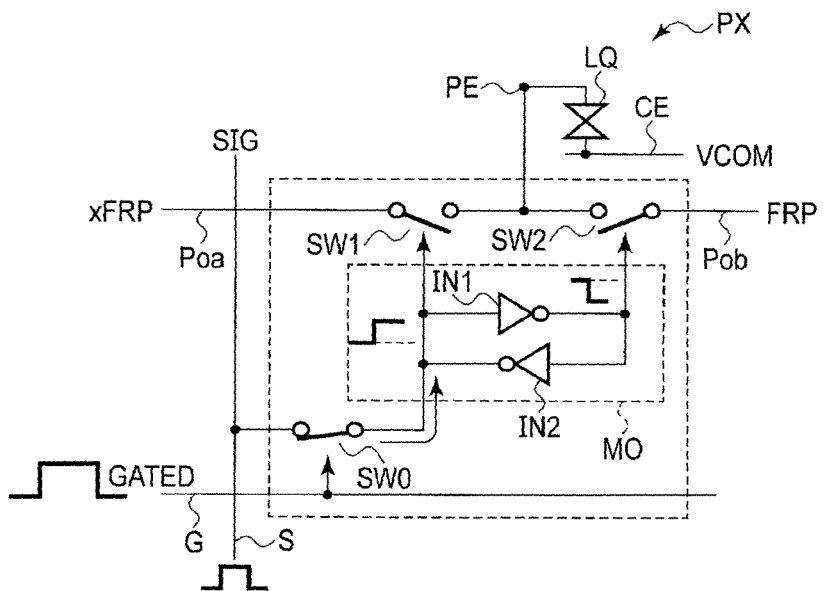 PX
LQ
PE
CE
SIG
VCOM
xFRP
FRP
SW1
SW2
Poa
Pob
IN1
IN2
MO
SW0
GATED
G
S